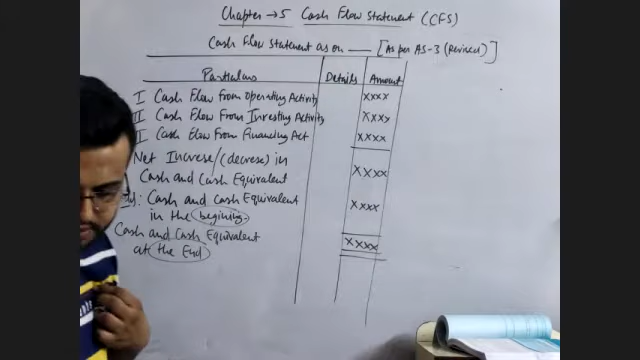 Chapter → 5 Cash Flow Statement (CFS)
Cash Flow Statement as on —— [As per AS-3 (Revised)]
Particulars Details Amount
I Cash Flow from Operating Activity xxxx
II Cash Flow From Investing Activity xxxx
Cash Flow From Financing Act xxxx
Net Increase/(decrese) in
Cash and Cash Equivalent xxxx
Cash and Cash Equivalent
in the begining xxxx
Cash and Cash Equivalent
at the End xxxx